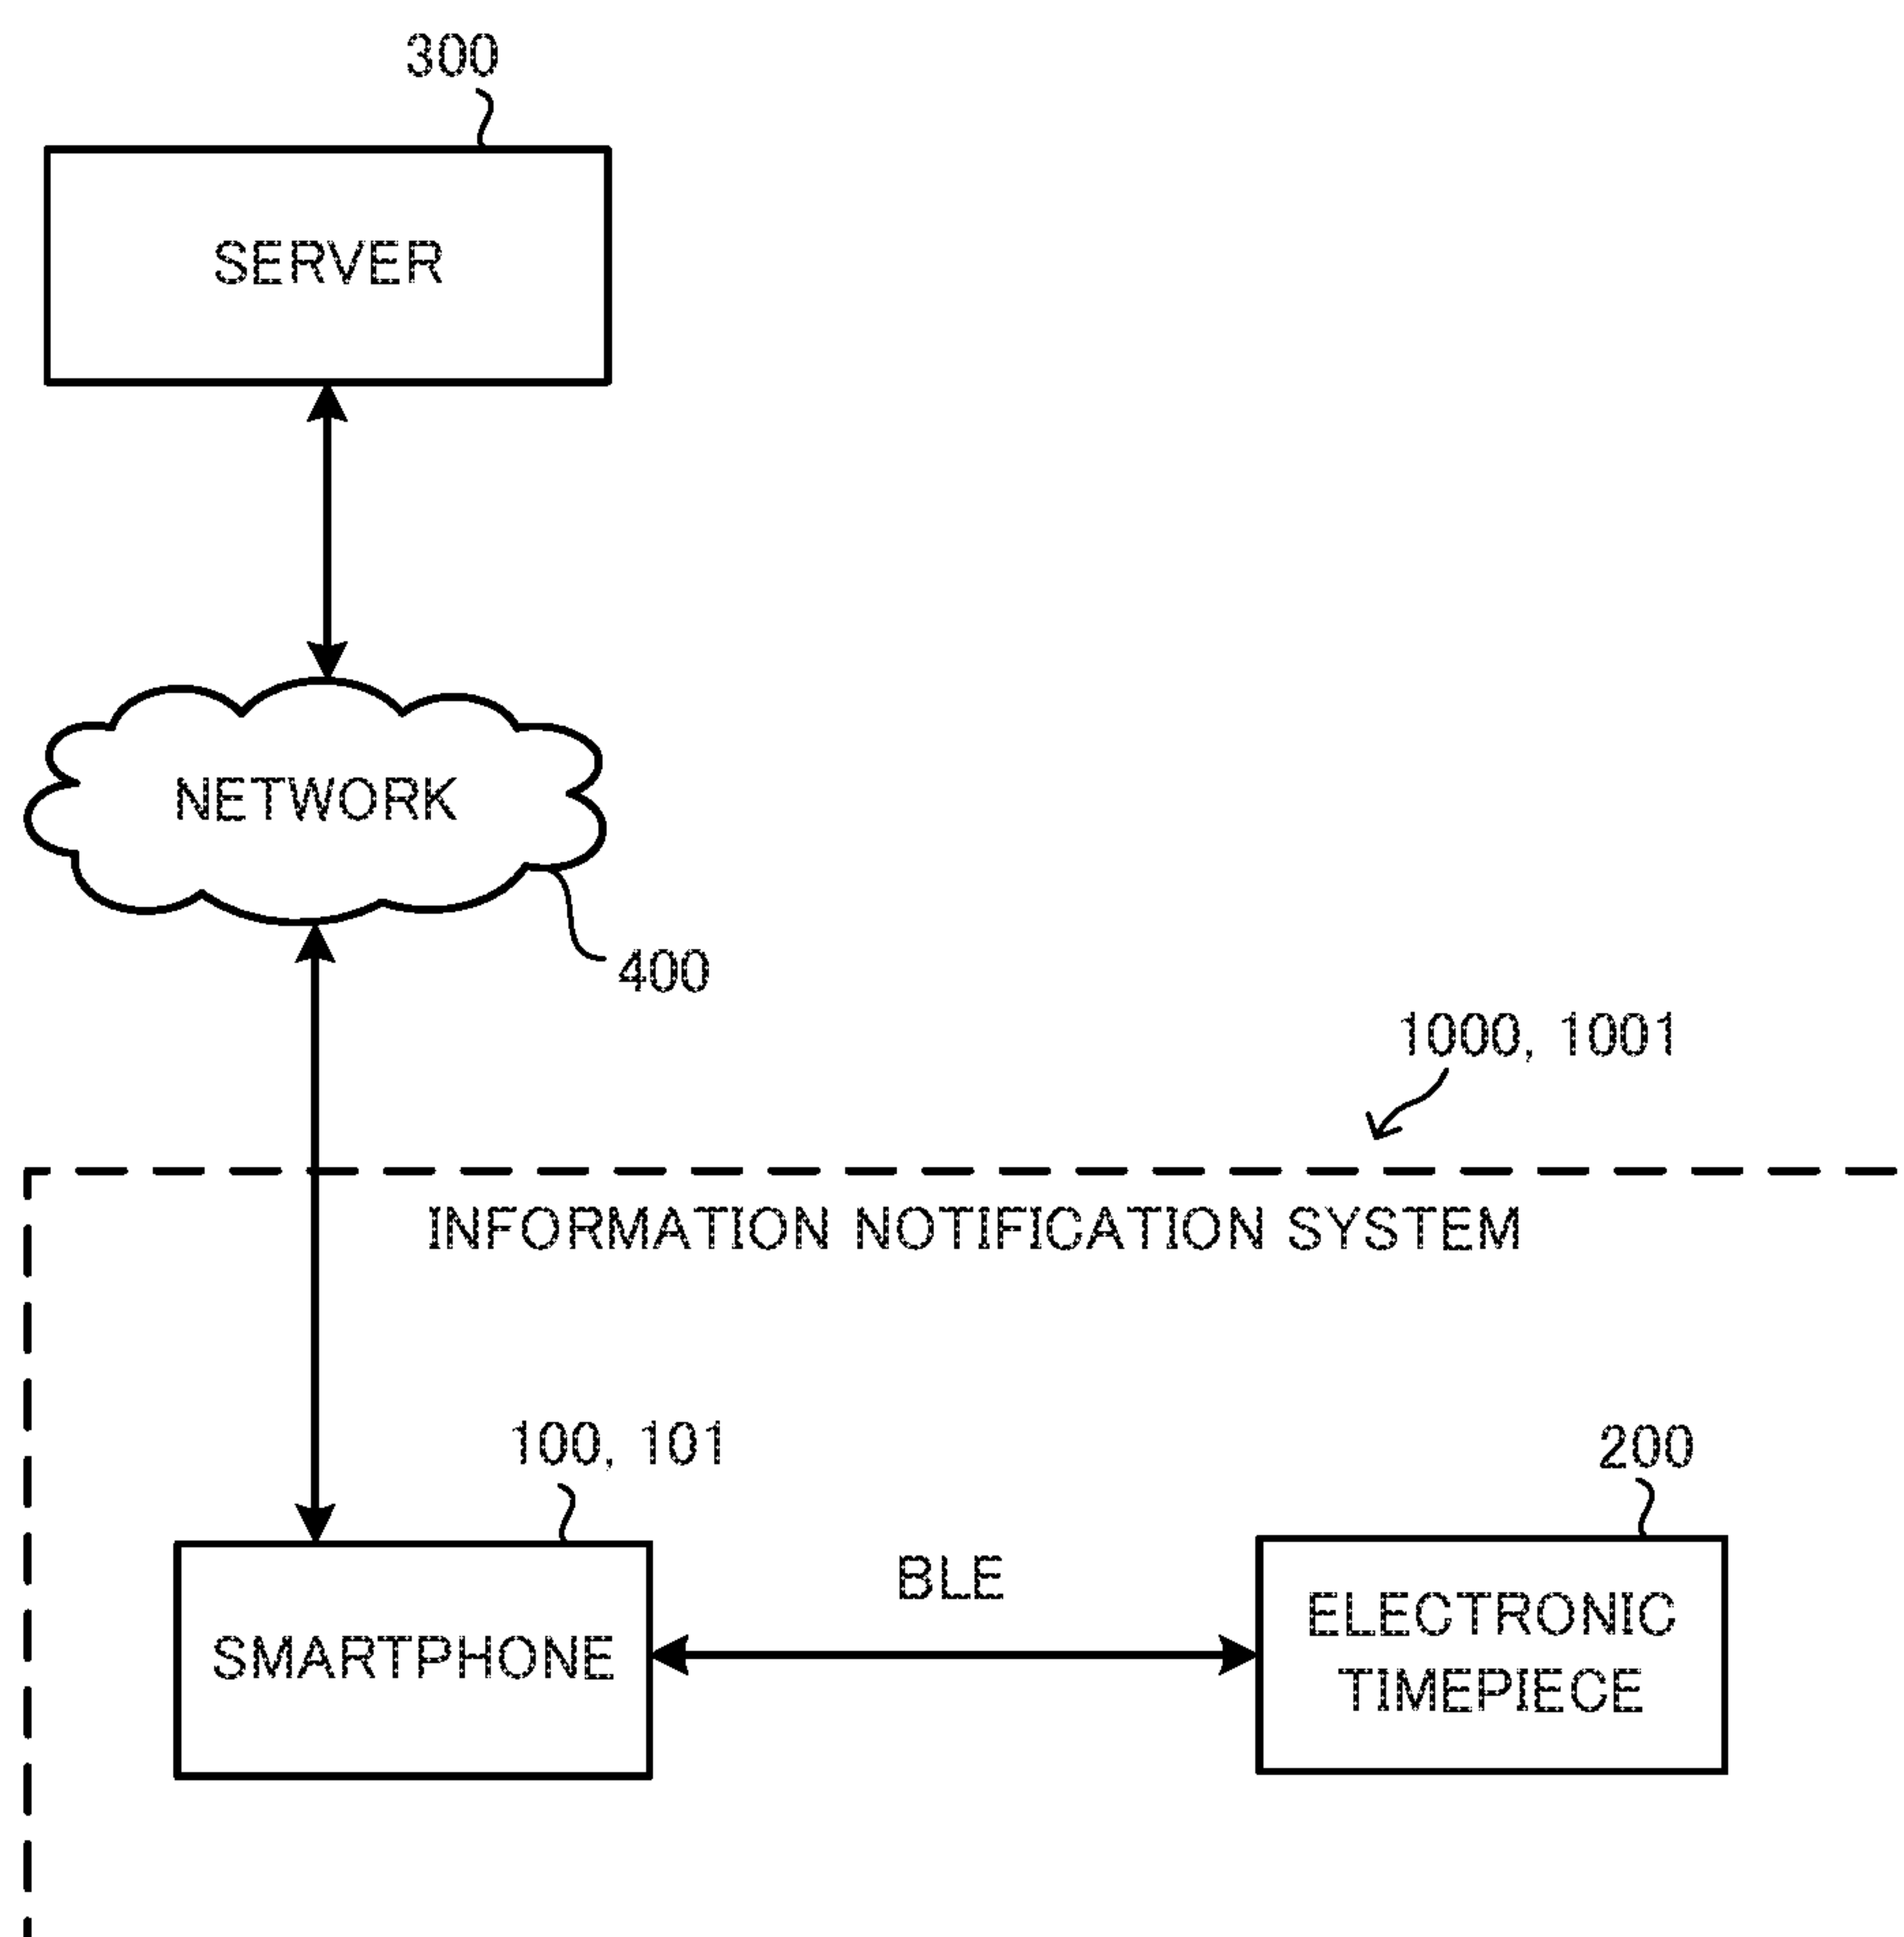 300
SERVER
NETWORK
400
1000, 1001
INFORMATION NOTIFICATION SYSTEM
100, 101
200
BLE
SMARTPHONE
ELECTRONIC
TIMEPIECE